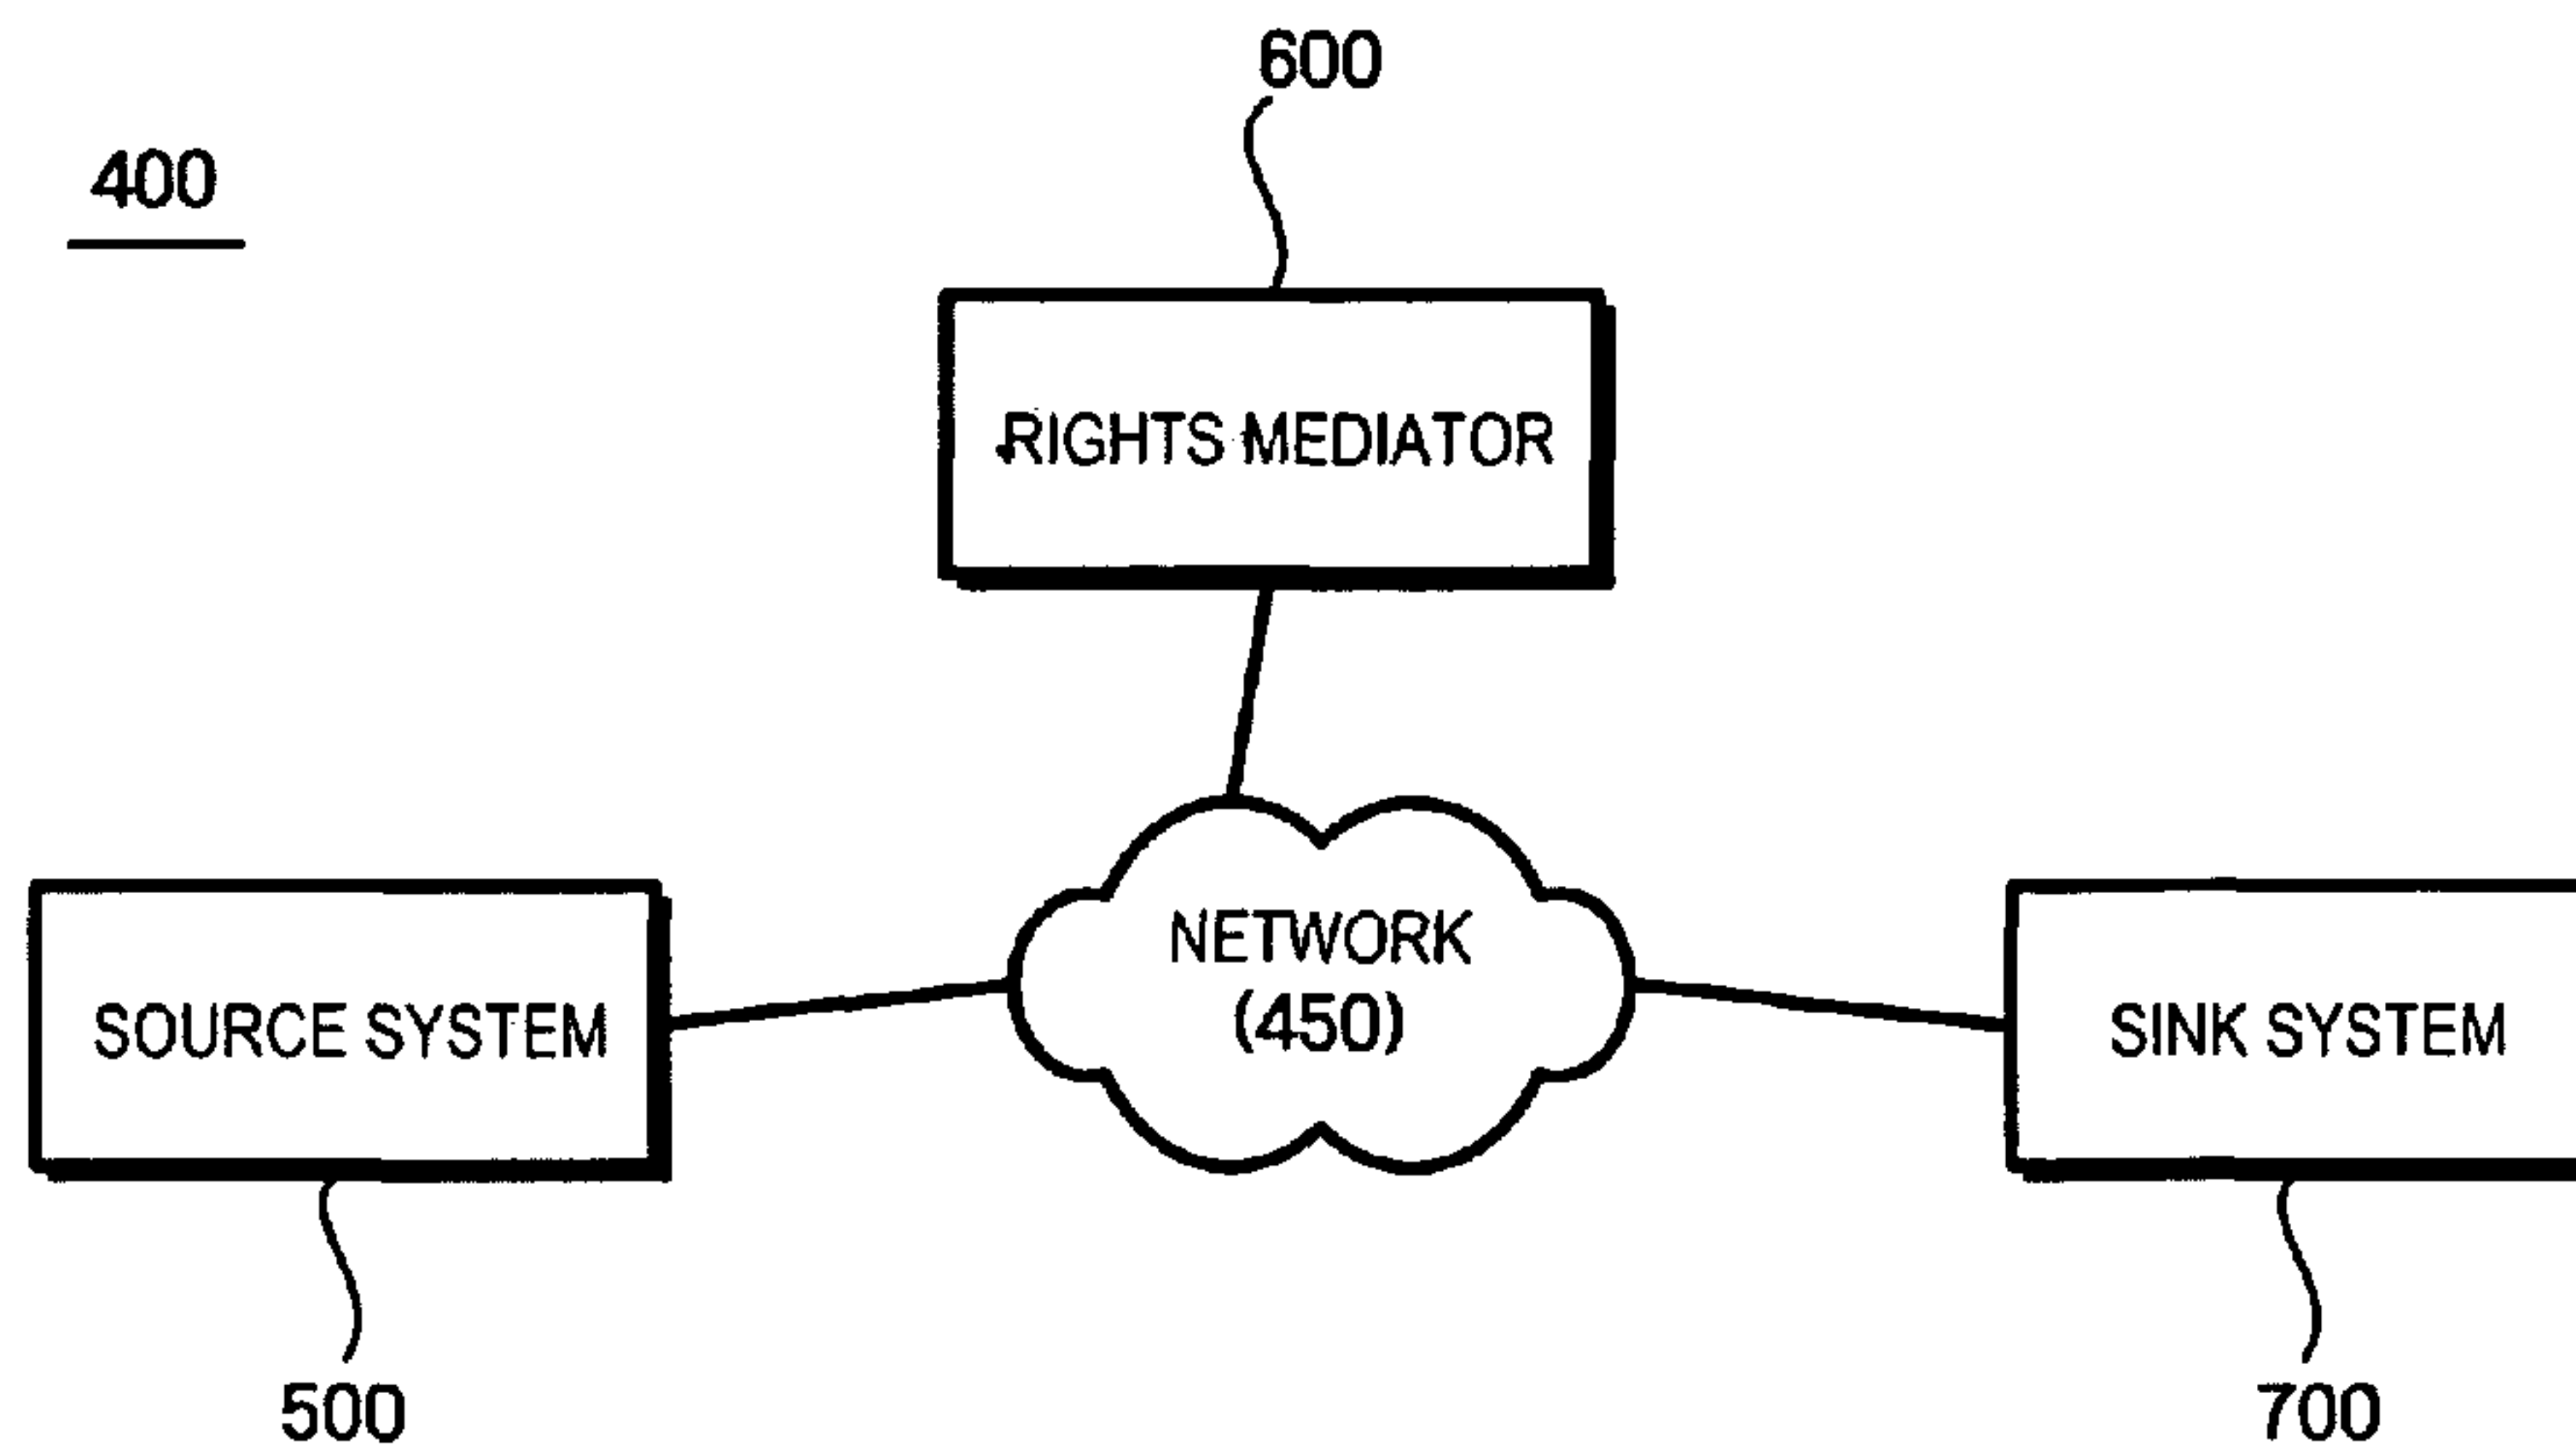 600
400
RIGHTS MEDIATOR
NETWORK
(450)
SOURCE SYSTEM
SINK SYSTEM
500
700